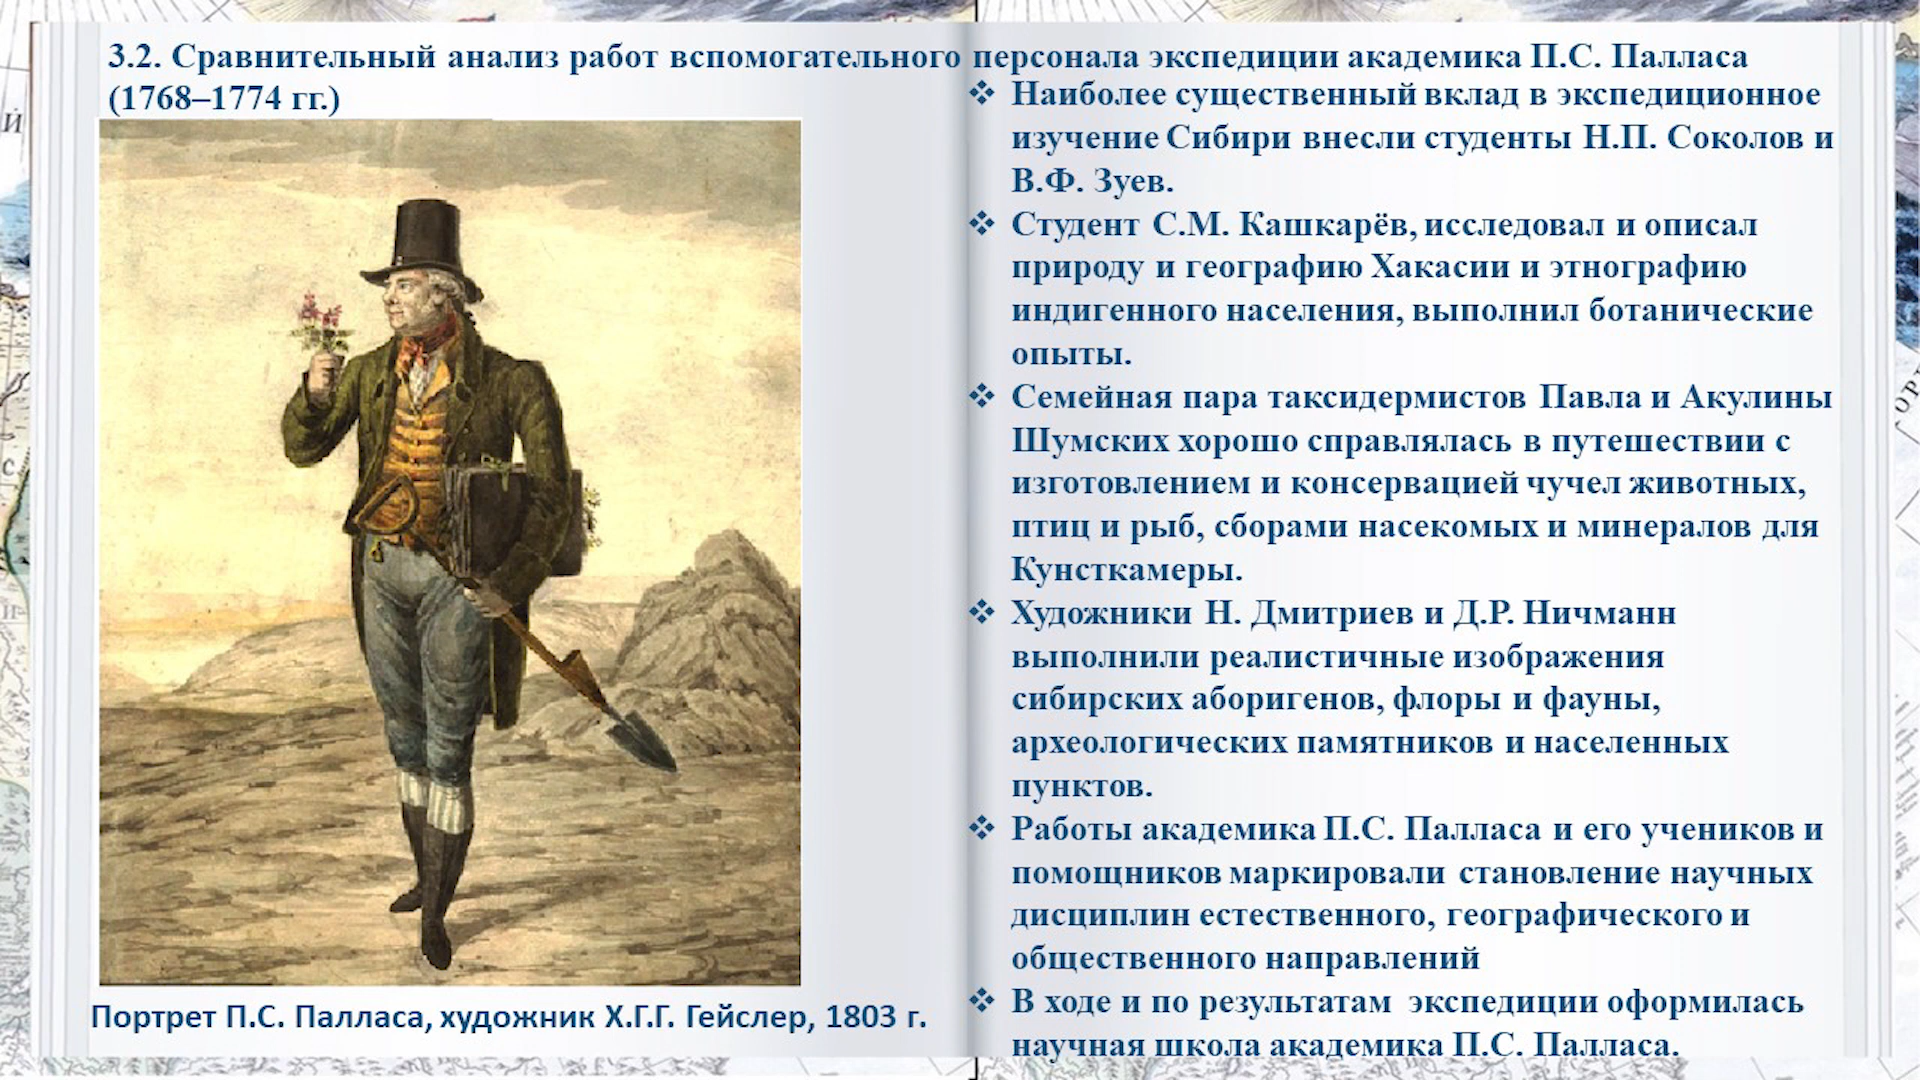 3.2. Сравнительный анализ работ вспомогательного персонала экспедиции академика П.С. Палласа
(1768–1774 гг.)
Портрет П.С. Палласа, художник Х.Г.Г. Гейслер, 1803 г.
❖ Наиболее существенный вклад в экспедиционное
изучение Сибири внесли студенты Н.П. Соколов и
В.Ф. Зуев.
❖ Студент С.М. Кашкарёв, исследовал и описал
природу и географию Хакасии и этнографию
индигенного населения, выполнил ботанические
опыты.
❖ Семейная пара таксидермистов Павла и Акулины
Шумских хорошо справлялась в путешествии с
изготовлением и консервацией чучел животных,
птиц и рыб, сборами насекомых и минералов для
Кунсткамеры.
❖ Художники Н. Дмитриев и Д.Р. Ничманн
выполнили реалистичные изображения
сибирских аборигенов, флоры и фауны,
археологических памятников и населенных
пунктов.
❖ Работы академика П.С. Палласа и его учеников и
помощников маркировали становление научных
дисциплин естественного, географического и
общественного направлений
❖ В ходе и по результатам экспедиции оформилась
научная школа академика П.С. Палласа.